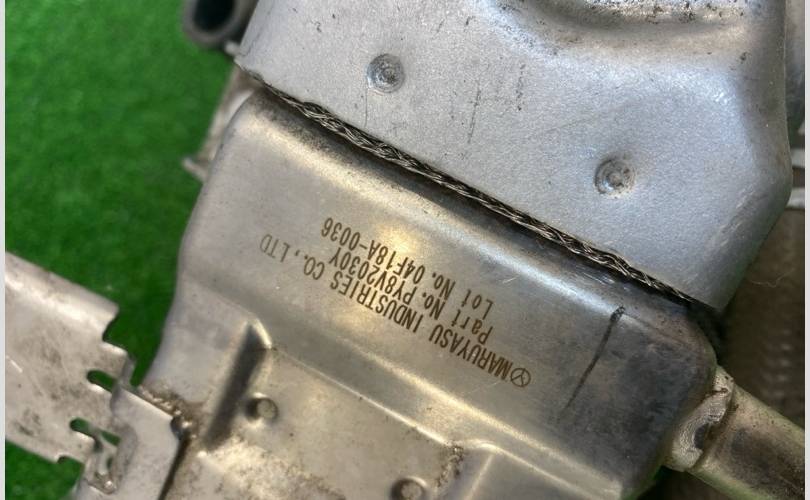 MARUYASU INDUSTRIES CO., LTD
Part No. PY8V2030Y
Lot No. 04F18A-0036